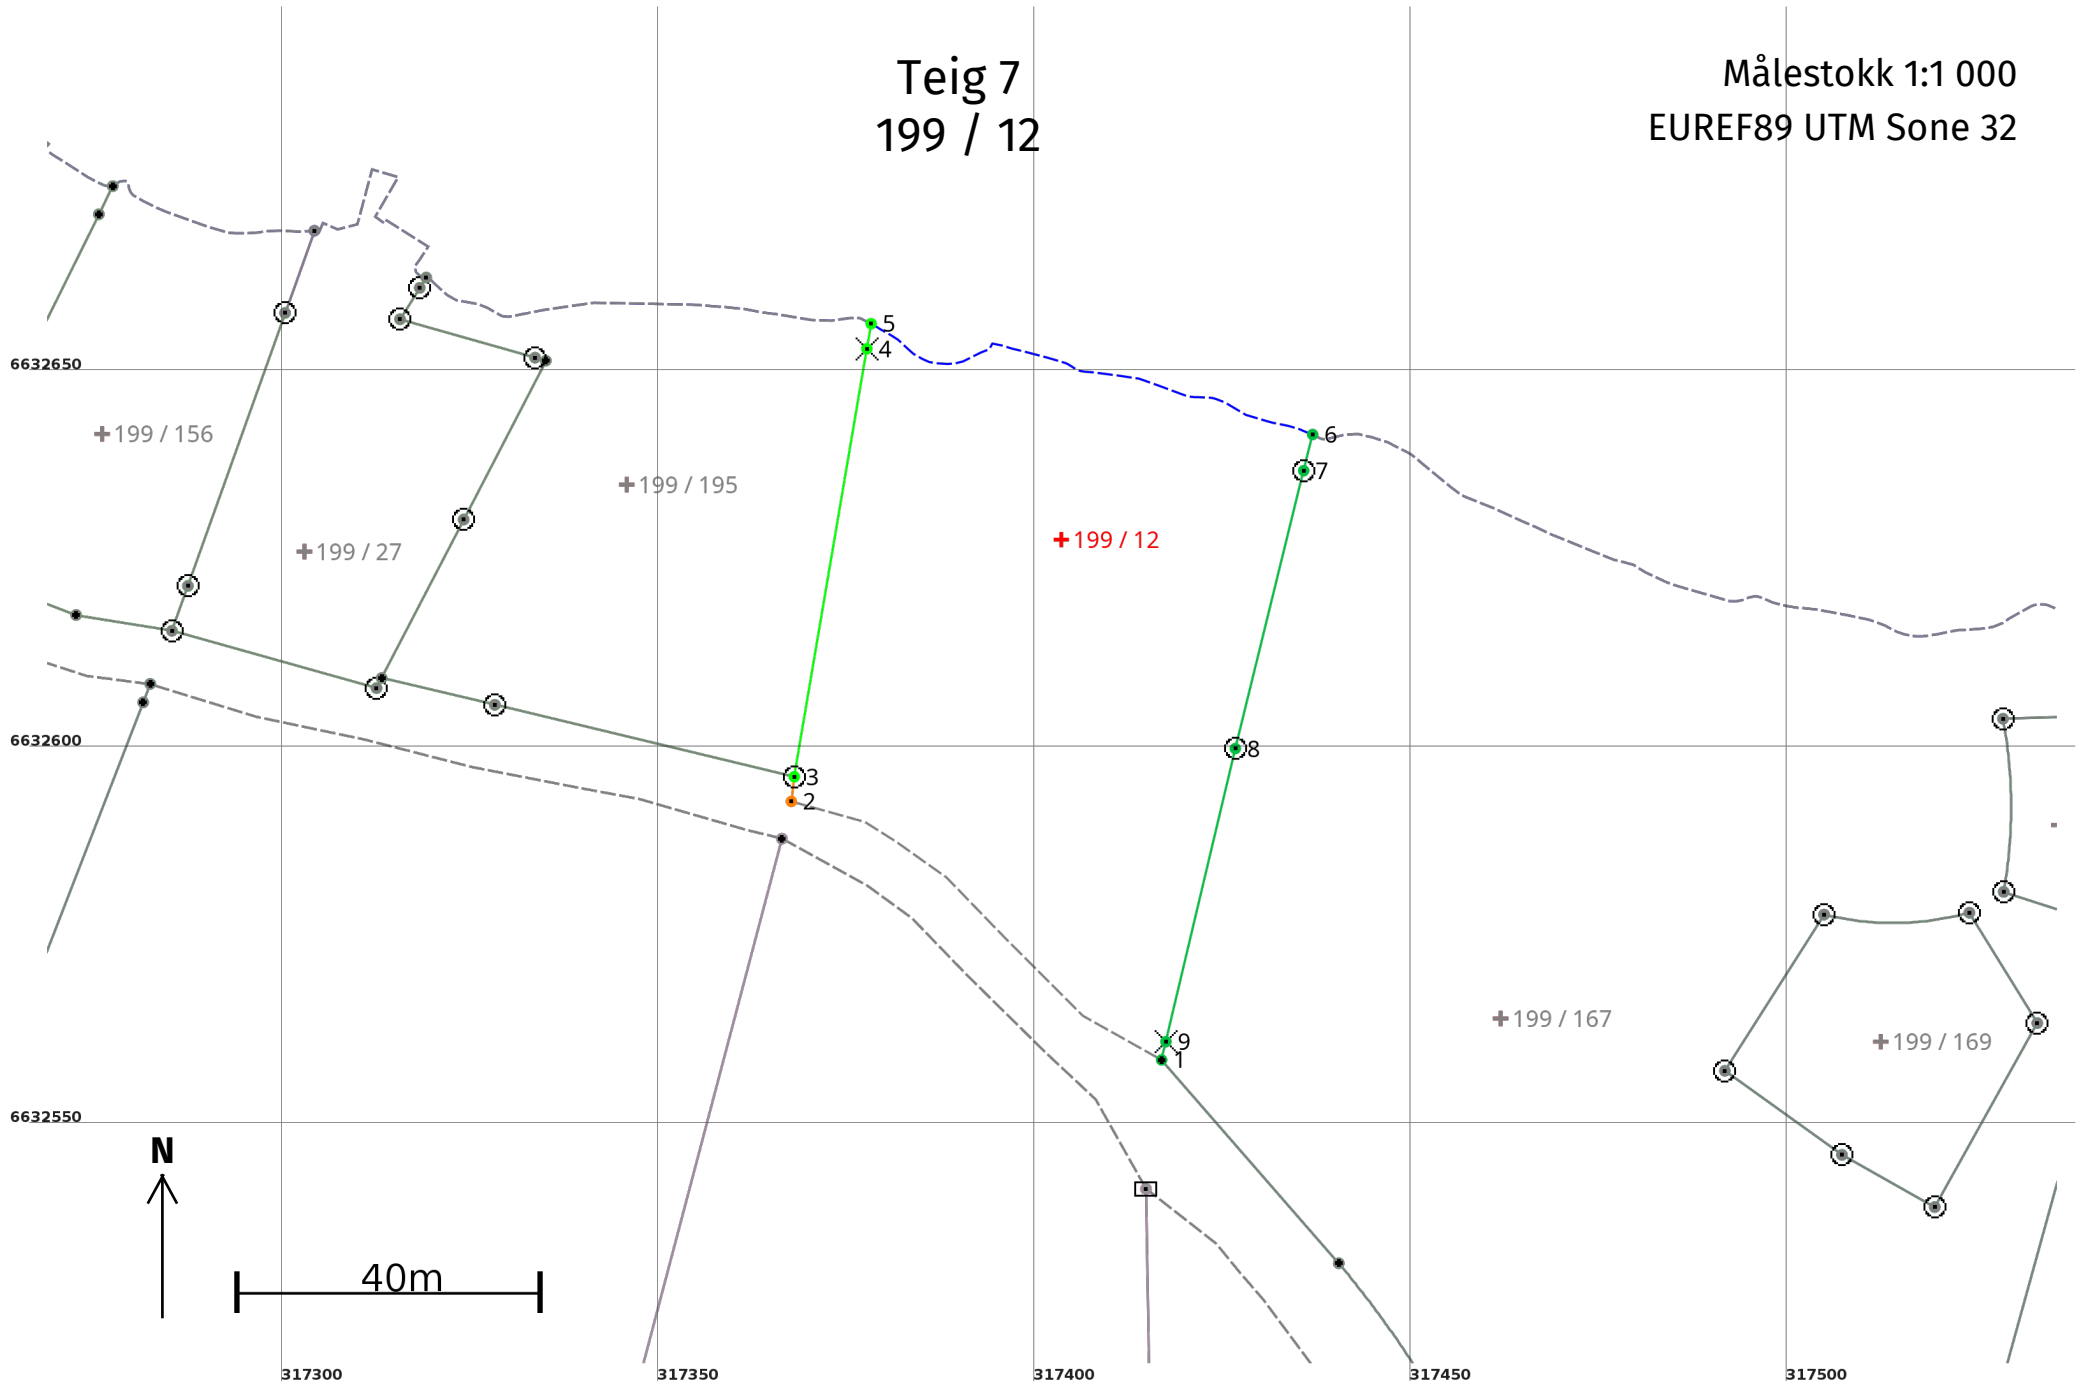 Teig 7
199 / 12
Målestokk 1:1 000
EUREF89 UTM Sone 32
5
4
6632650
6
199 / 156
7
199 / 195
199 / 12
199 / 27
6632600
8
3
2
199 / 167
9
199 / 169
1
6632550
N
40m
317300
317350
317400
317450
317500